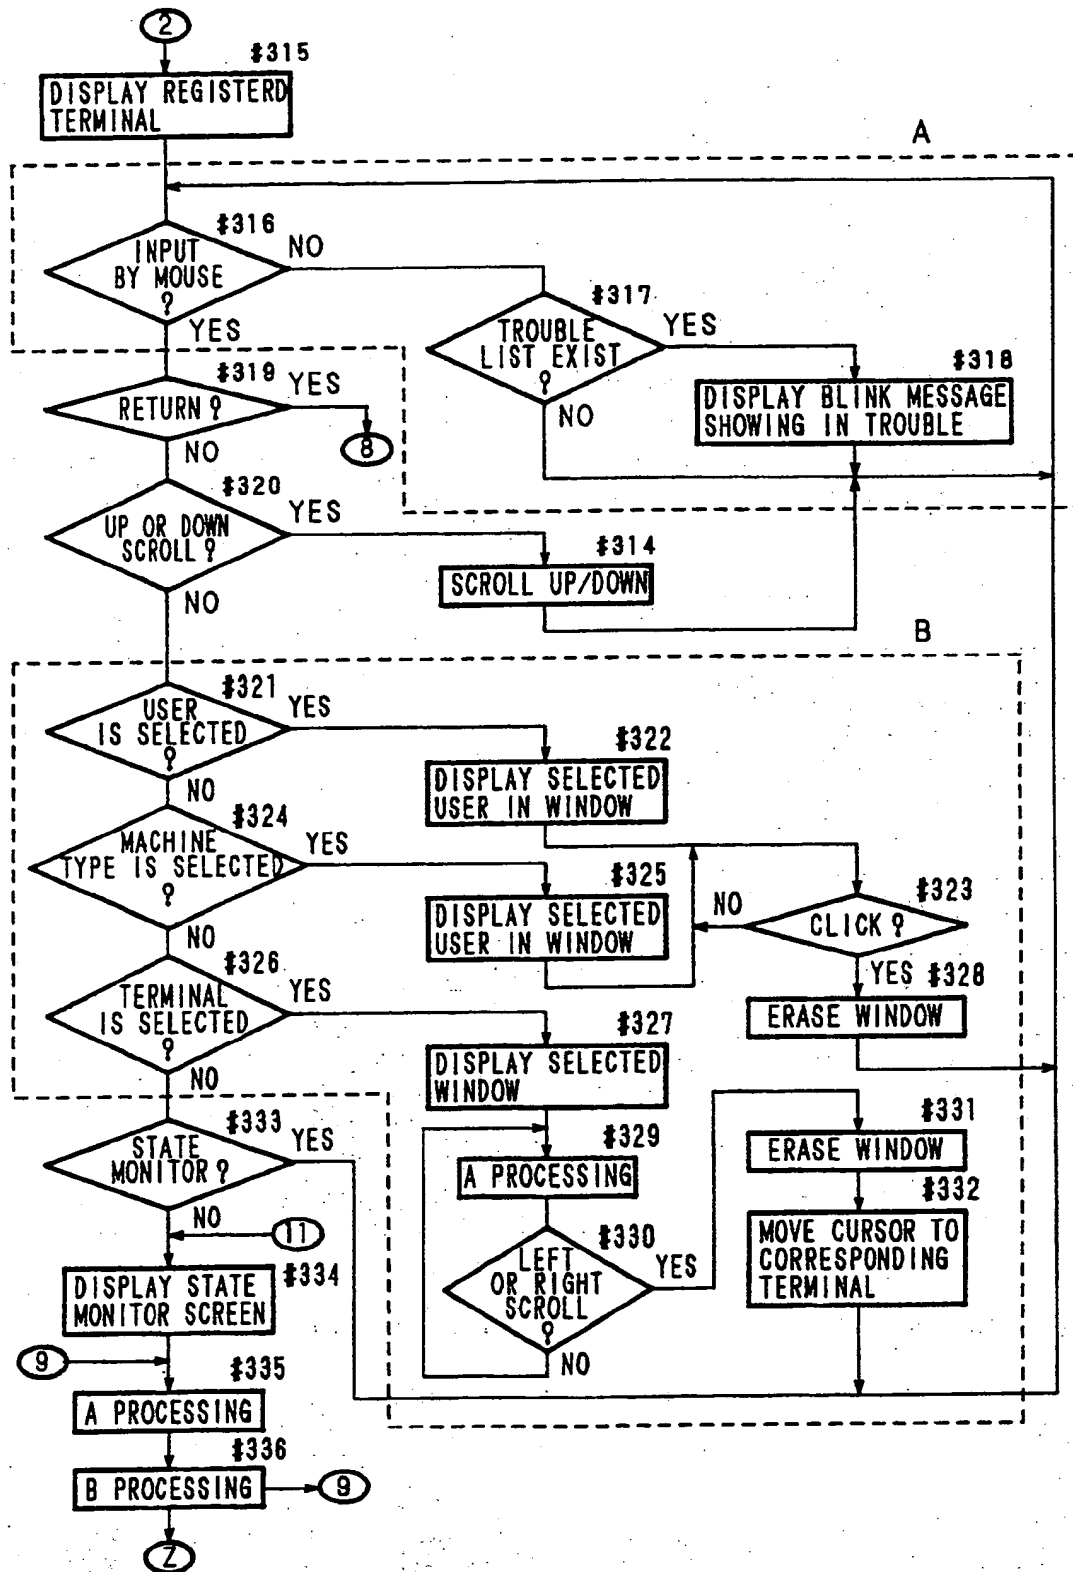 2
#315
DISPLAY REGISTERD
TERMINAL
A
#316
INPUT
BY MOUSE
?
NO
YES
#317
TROUBLE
LIST EXIST
?
YES
NO
#318
DISPLAY BLINK MESSAGE
SHOWING IN TROUBLE
#319
RETURN ?
YES
8
NO
#320
UP OR DOWN
SCROLL ?
YES
NO
#314
SCROLL UP/DOWN
B
#321
USER
IS SELECTED
?
YES
NO
#322
DISPLAY SELECTED
USER IN WINDOW
#324
MACHINE
TYPE IS SELECTED
?
YES
NO
#325
DISPLAY SELECTED
USER IN WINDOW
#323
CLICK ?
NO
YES
#328
ERASE WINDOW
#326
TERMINAL
IS SELECTED
?
YES
NO
#327
DISPLAY SELECTED
WINDOW
#329
A PROCESSING
#330
LEFT
OR RIGHT
SCROLL
?
YES
NO
#331
ERASE WINDOW
#332
MOVE CURSOR TO
CORRESPONDING
TERMINAL
#333
STATE
MONITOR ?
YES
NO
11
#334
DISPLAY STATE
MONITOR SCREEN
9
#335
A PROCESSING
#336
B PROCESSING
9
Z